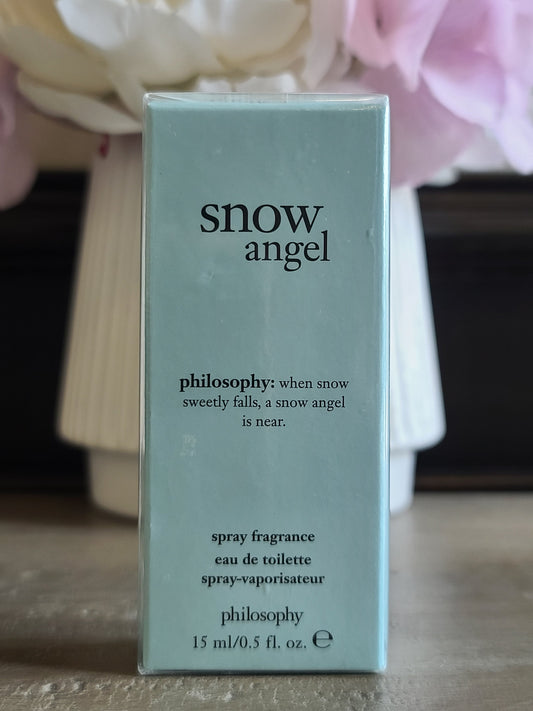 snow
angel
philosophy: when snow
sweetly falls, a snow angel
is near.
spray fragrance
eau de toilette
spray-vaporisateur
philosophy
15 ml/0.5 fl. oz. ℮